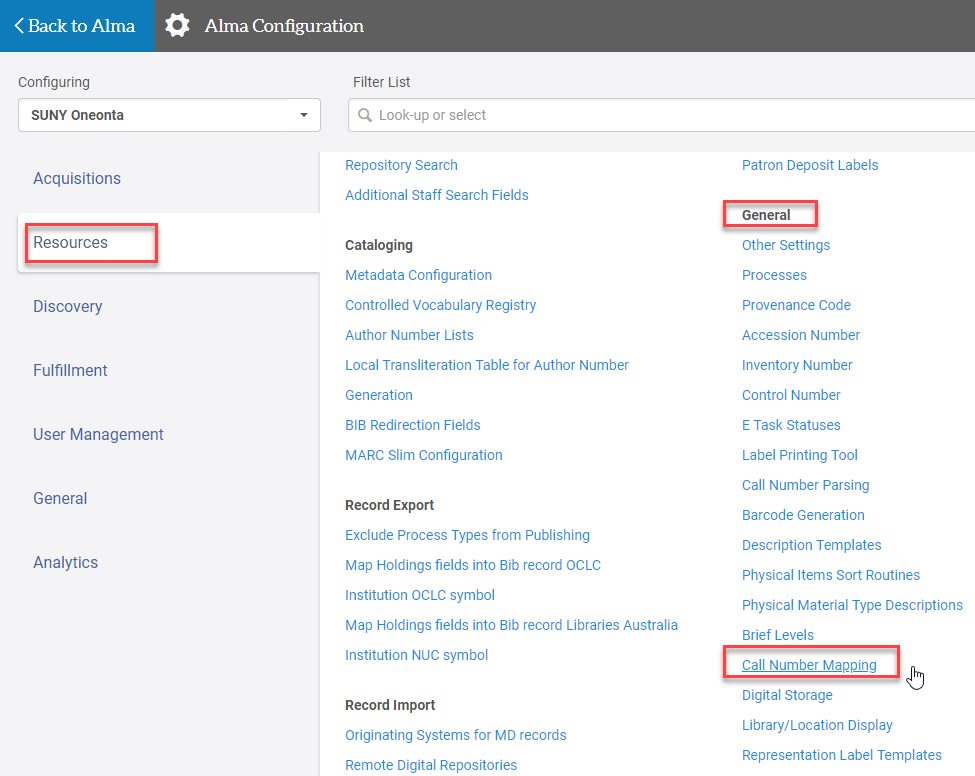 Back to Alma
Alma Configuration
Configuring
SUNY Oneonta
Filter List
Look-up or select
Acquisitions
Resources
Discovery
Fulfillment
User Management
General
Analytics
Repository Search
Additional Staff Search Fields
Cataloging
Metadata Configuration
Controlled Vocabulary Registry
Author Number Lists
Local Transliteration Table for Author Number
Generation
BIB Redirection Fields
MARC Slim Configuration
Record Export
Exclude Process Types from Publishing
Map Holdings fields into Bib record OCLC
Institution OCLC symbol
Map Holdings fields into Bib record Libraries Australia
Institution NUC symbol
Record Import
Originating Systems for MD records
Remote Digital Repositories
Patron Deposit Labels
General
Other Settings
Processes
Provenance Code
Accession Number
Inventory Number
Control Number
E Task Statuses
Label Printing Tool
Call Number Parsing
Barcode Generation
Description Templates
Physical Items Sort Routines
Physical Material Type Descriptions
Brief Levels
Call Number Mapping
Digital Storage
Library/Location Display
Representation Label Templates